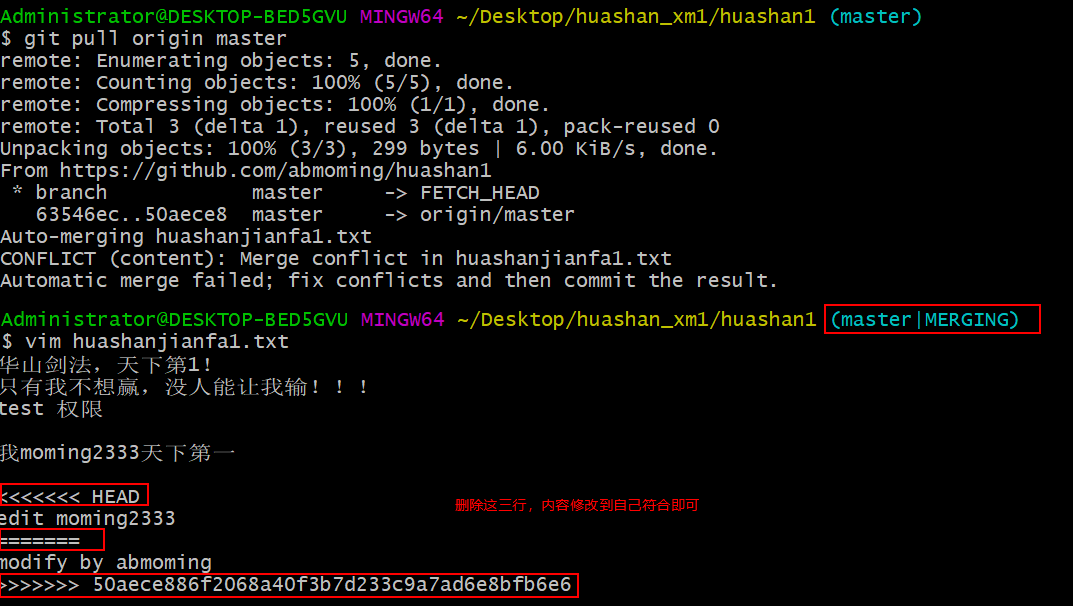 Administrator@DESKTOP-BED5GVU MINGW64 ~/Desktop/huashan_xm1/huashan1 (master)
$ git pull origin master
remote: Enumerating objects: 5, done.
remote: Counting objects: 100% (5/5), done.
remote: Compressing objects: 100% (1/1), done.
remote: Total 3 (delta 1), reused 3 (delta 1), pack-reused 0
Unpacking objects: 100% (3/3), 299 bytes | 6.00 KiB/s, done.
From https://github.com/abmoming/huashan1
 * branch            master     -> FETCH_HEAD
   63546ec..50aece8  master     -> origin/master
Auto-merging huashanjianfa1.txt
CONFLICT (content): Merge conflict in huashanjianfa1.txt
Automatic merge failed; fix conflicts and then commit the result.
Administrator@DESKTOP-BED5GVU MINGW64 ~/Desktop/huashan_xm1/huashan1 (master|MERGING)
$ vim huashanjianfa1.txt
华山剑法，天下第1！
只有我不想赢，没人能让我输！！！
test 权限
我moming2333天下第一
<<<<<<< HEAD
删除这三行，内容修改到自己符合即可
edit moming2333
=======
modify by abmoming
>>>>>>> 50aece886f2068a40f3b7d233c9a7ad6e8bfb6e6